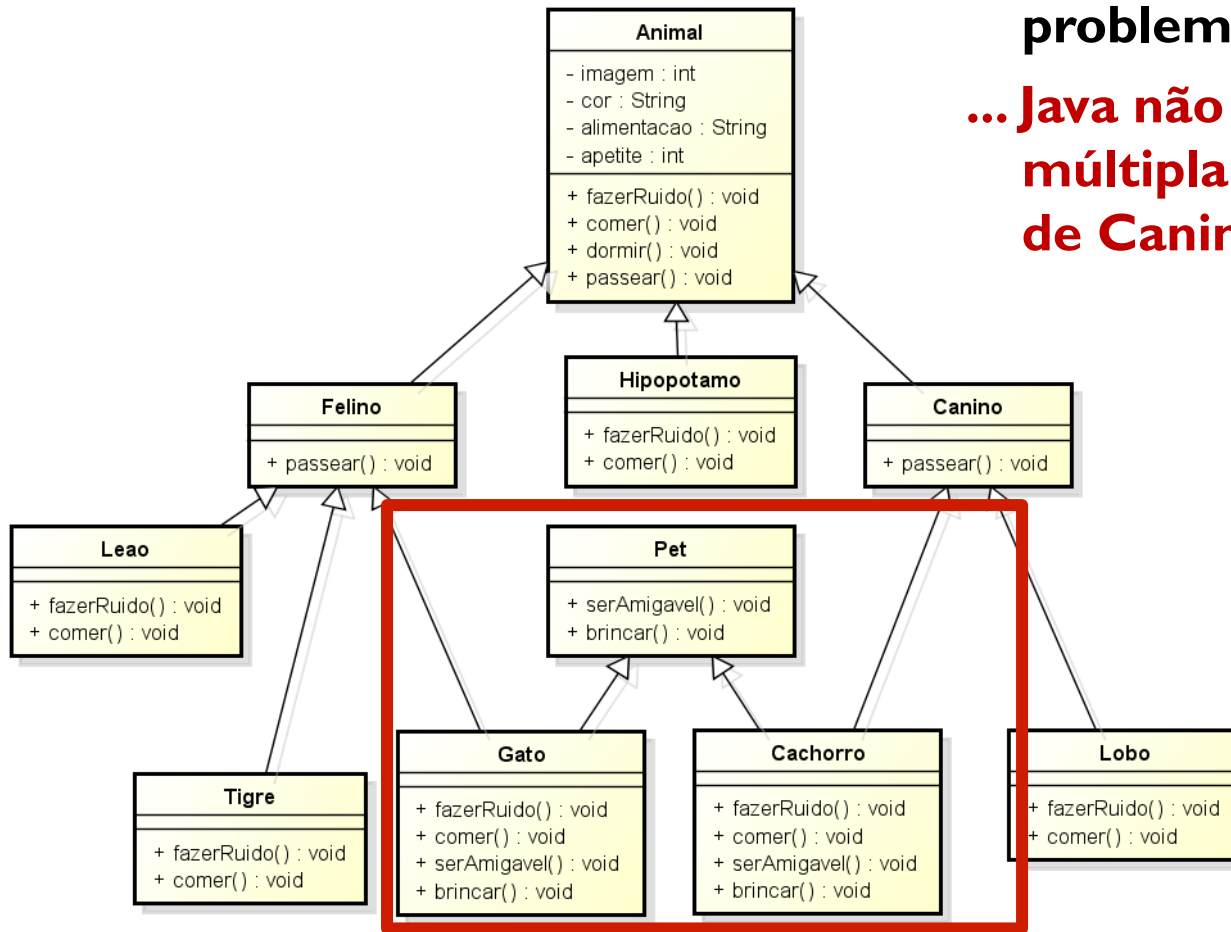 problem
... Java não
múltipla
de Canin
Animal
- imagem : int
- cor : String
- alimentacao : String
- apetite : int
+ fazerRuido() : void
+ comer() : void
+ dormir() : void
+ passear() : void
Felino
+ passear() : void
Hipopotamo
+ fazerRuido() : void
+ comer() : void
Canino
+ passear() : void
Leao
+ fazerRuido() : void
+ comer() : void
Pet
+ serAmigavel() : void
+ brincar() : void
Tigre
+ fazerRuido() : void
+ comer() : void
Gato
+ fazerRuido() : void
+ comer() : void
+ serAmigavel() : void
+ brincar() : void
Cachorro
+ fazerRuido() : void
+ comer() : void
+ serAmigavel() : void
+ brincar() : void
Lobo
+ fazerRuido() : void
+ comer() : void